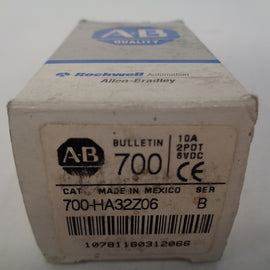 AB
QUALITY
Rockwell Automation
Allen-Bradley
A-B
BULLETIN
700
10A
2PDT
6VDC
CE
CAT MADE IN MEXICO SER
700-HA32Z06 B
10781180312066